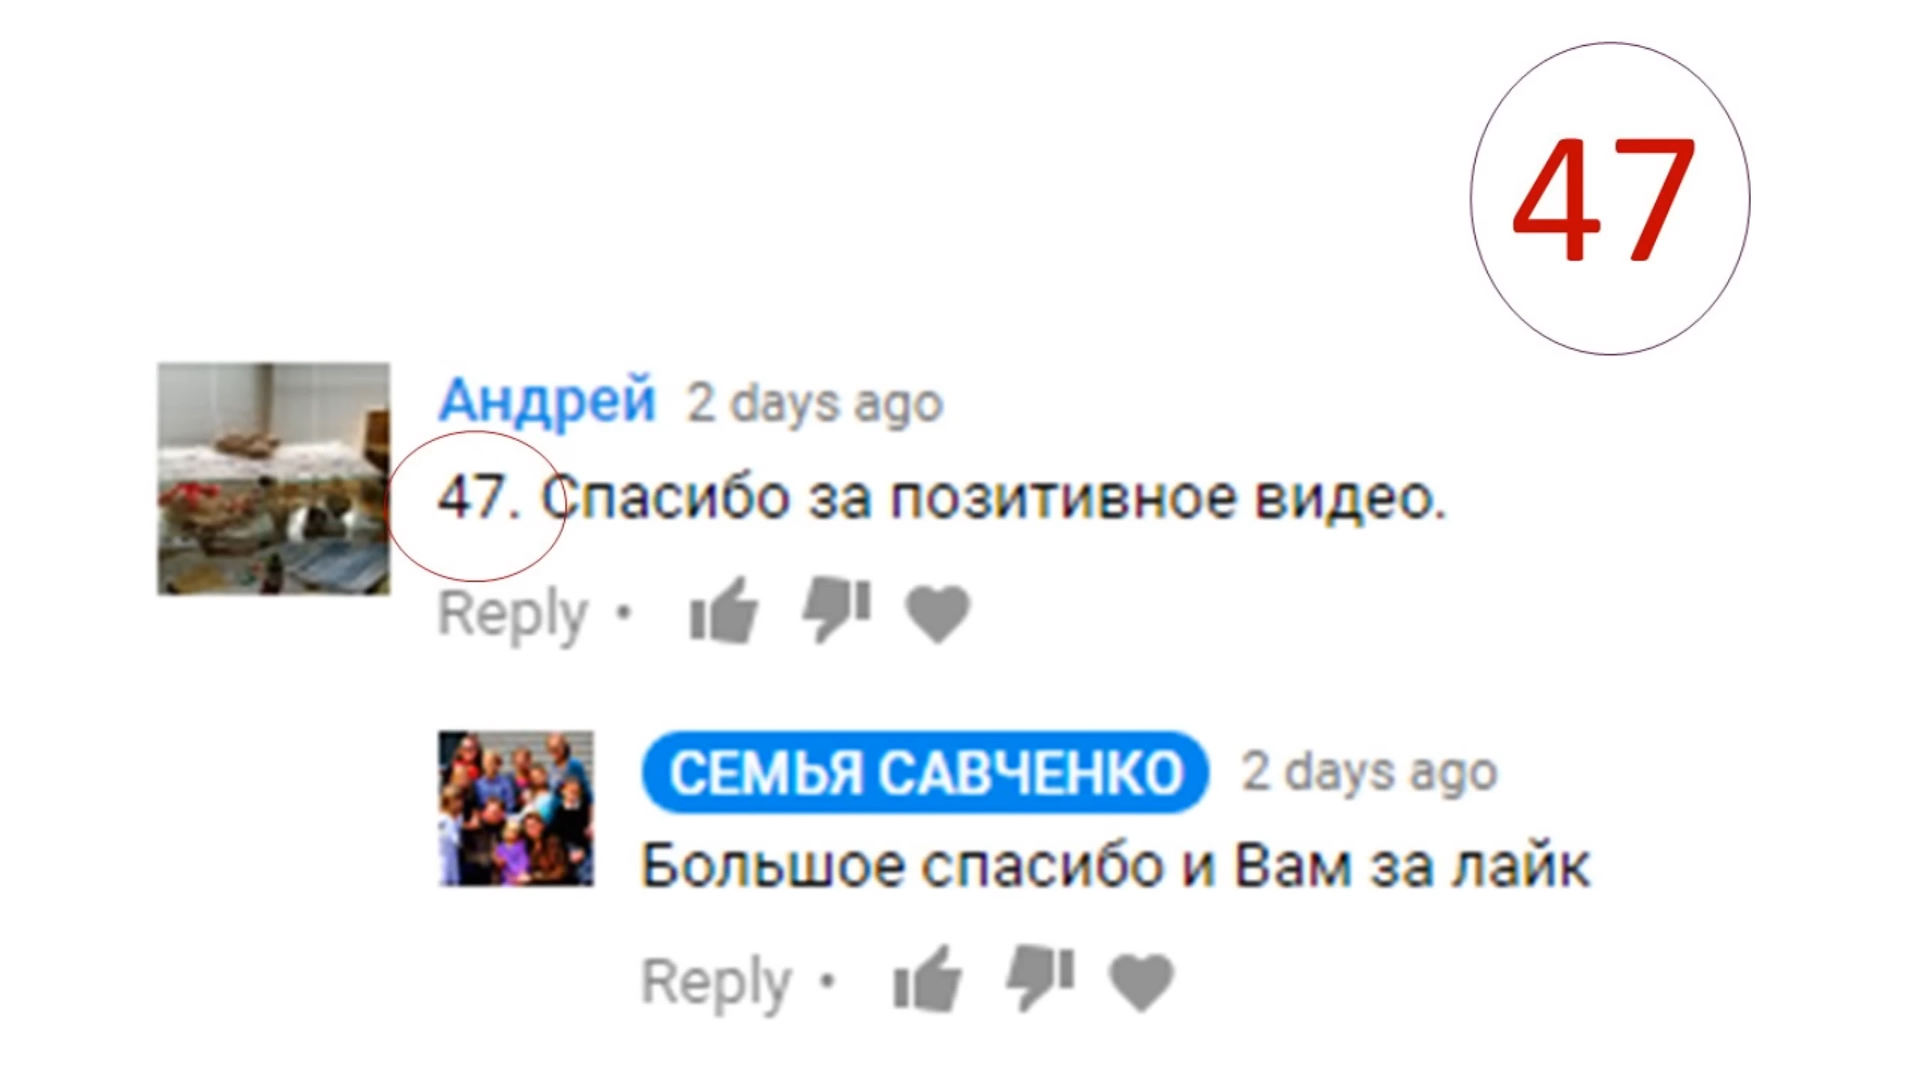 47
Андрей 2 days ago
47. Спасибо за позитивное видео.
Reply •
СЕМЬЯ САВЧЕНКО 2 days ago
Большое спасибо и Вам за лайк
Reply •